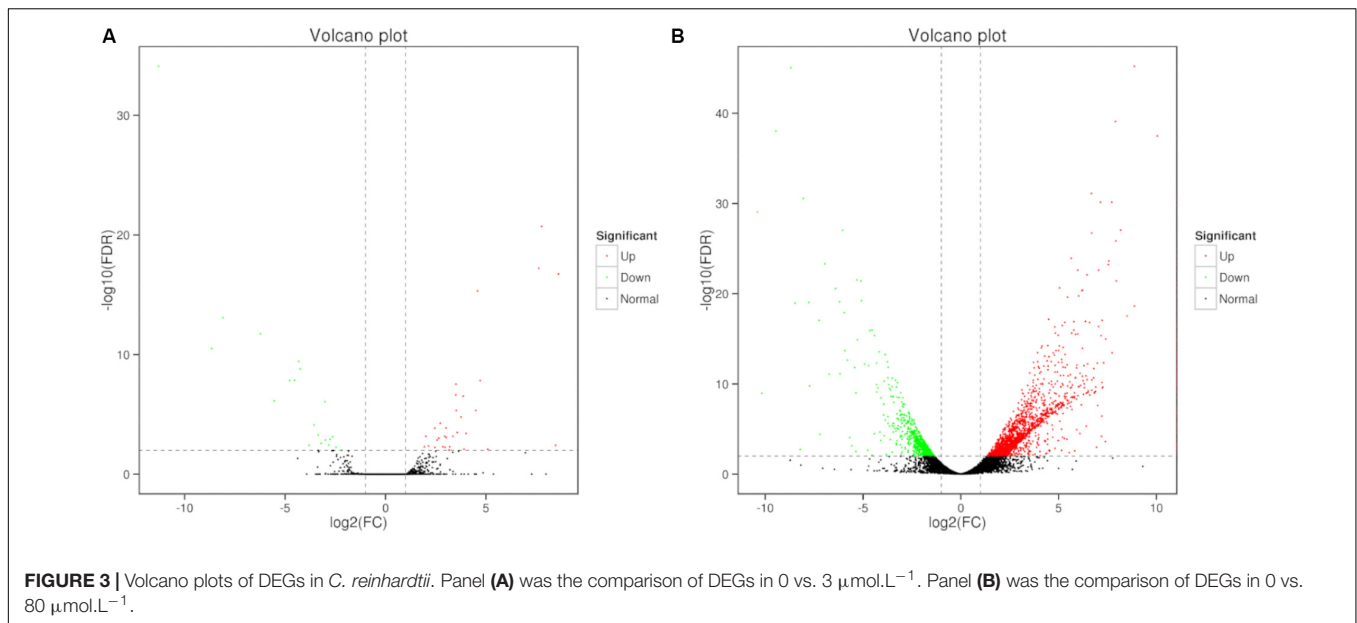 A
Volcano plot
30
20
10
0
-log10(FDR)
-10
-5
0
5
log2(FC)
Significant
Up
Down
Normal
B
Volcano plot
40
30
20
10
0
-log10(FDR)
-10
-5
0
5
10
log2(FC)
Significant
Up
Down
Normal
FIGURE 3 | Volcano plots of DEGs in C. reinhardtii. Panel (A) was the comparison of DEGs in 0 vs. 3 μmol.L−1. Panel (B) was the comparison of DEGs in 0 vs.
80 μmol.L−1.